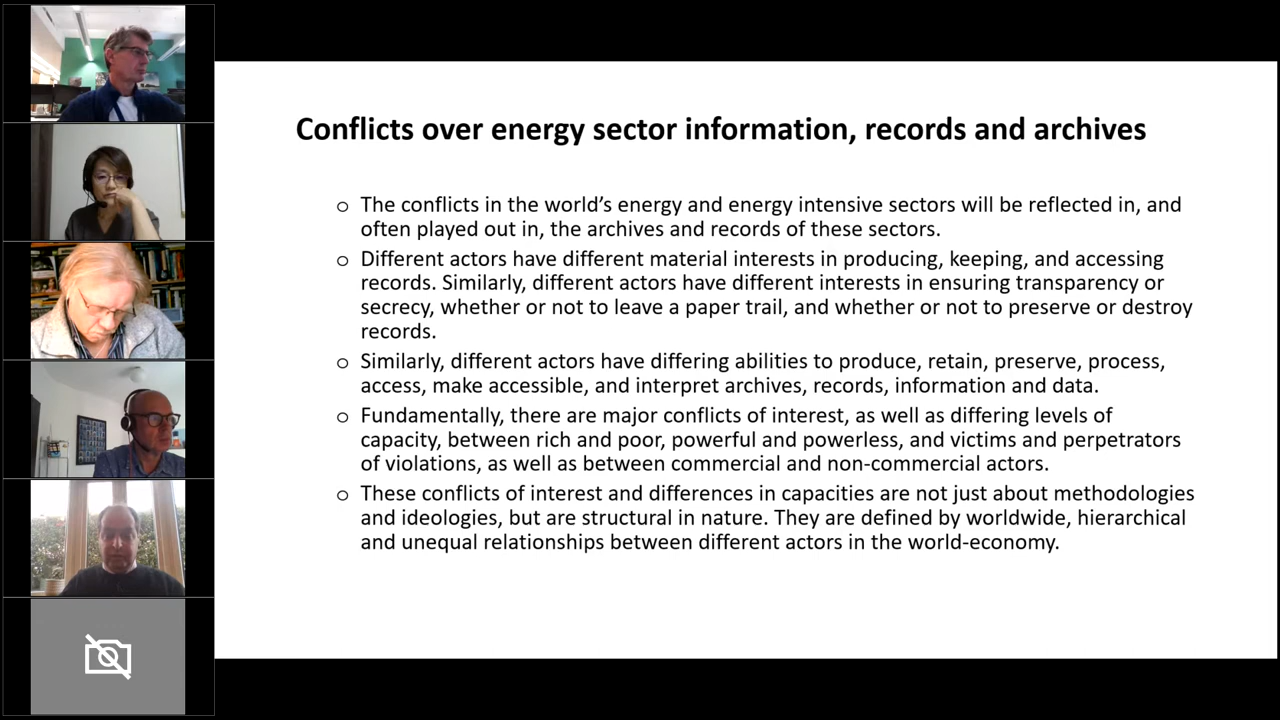 Conflicts over energy sector information, records and archives
o The conflicts in the world’s energy and energy intensive sectors will be reflected in, and
often played out in, the archives and records of these sectors.
o Different actors have different material interests in producing, keeping, and accessing
records. Similarly, different actors have different interests in ensuring transparency or
secrecy, whether or not to leave a paper trail, and whether or not to preserve or destroy
records.
o Similarly, different actors have differing abilities to produce, retain, preserve, process,
access, make accessible, and interpret archives, records, information and data.
o Fundamentally, there are major conflicts of interest, as well as differing levels of
capacity, between rich and poor, powerful and powerless, and victims and perpetrators
of violations, as well as between commercial and non-commercial actors.
o These conflicts of interest and differences in capacities are not just about methodologies
and ideologies, but are structural in nature. They are defined by worldwide, hierarchical
and unequal relationships between different actors in the world-economy.